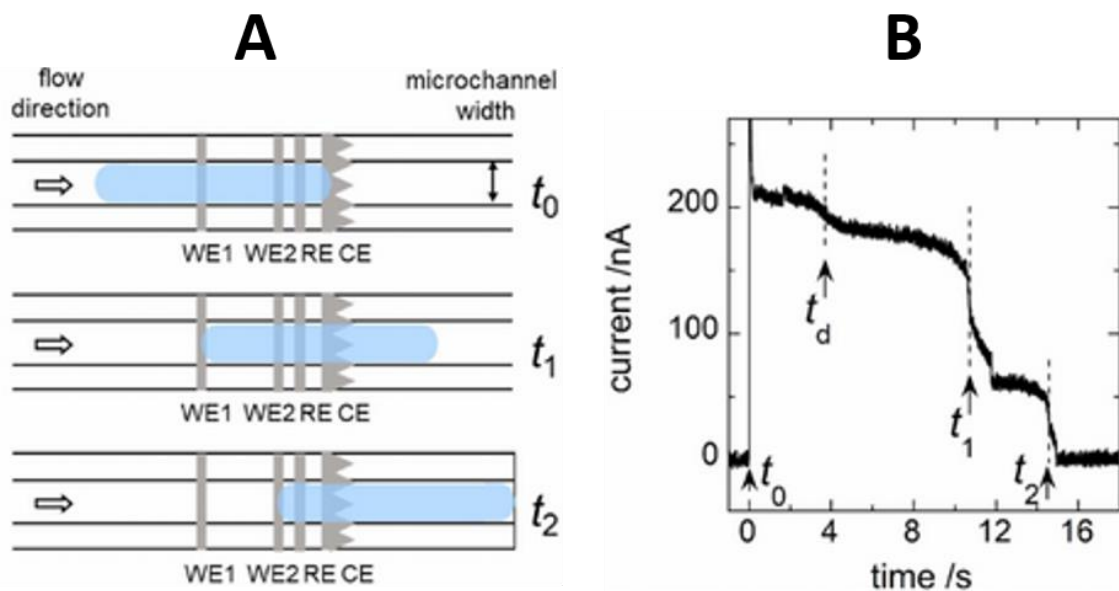 A
flow
direction
microchannel
width
t0
WE1 WE2 RE CE
t1
WE1 WE2 RE CE
t2
WE1 WE2 RE CE
B
current /nA
200
100
0
td
t1
t2
t0
0 4 8 12 16
time /s